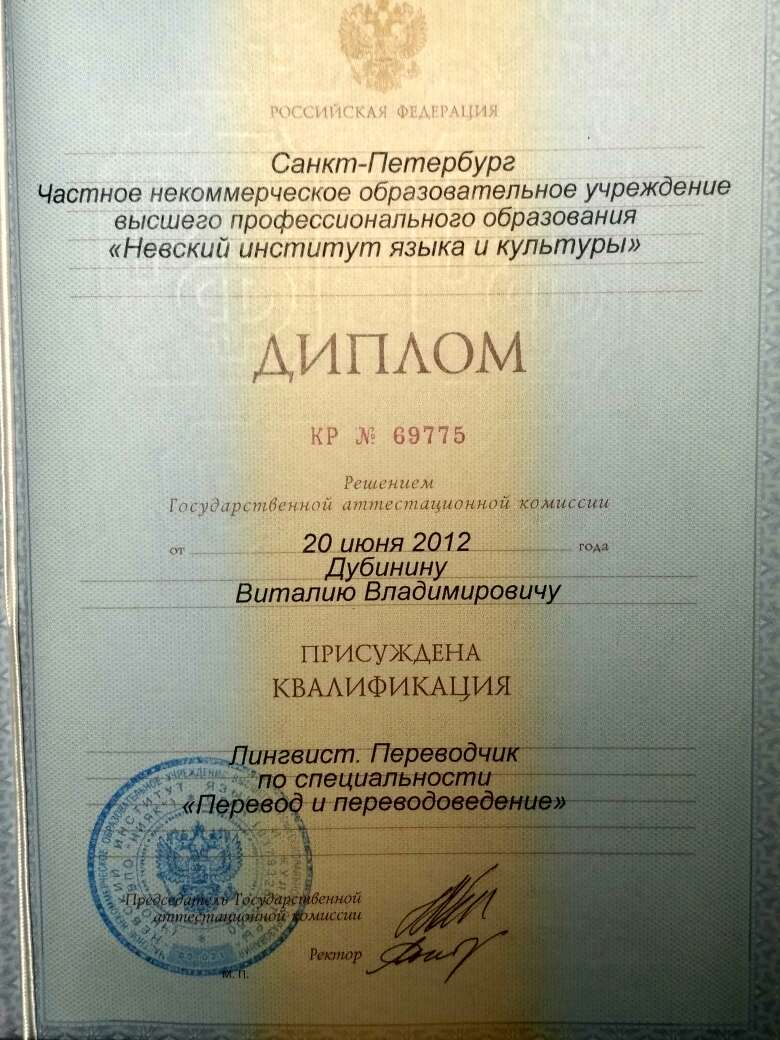 РОССИЙСКАЯ ФЕДЕРАЦИЯ
Санкт-Петербург
Частное некоммерческое образовательное учреждение
высшего профессионального образования
«Невский институт языка и культуры»
ДИПЛОМ
КР № 69775
Решением
Государственной аттестационной комиссии
от 20 июня 2012 года
Дубинину
Виталию Владимировичу
ПРИСУЖДЕНА
КВАЛИФИКАЦИЯ
Лингвист. Переводчик
по специальности
«Перевод и переводоведение»
Председатель Государственной
аттестационной комиссии
Ректор
М. П.